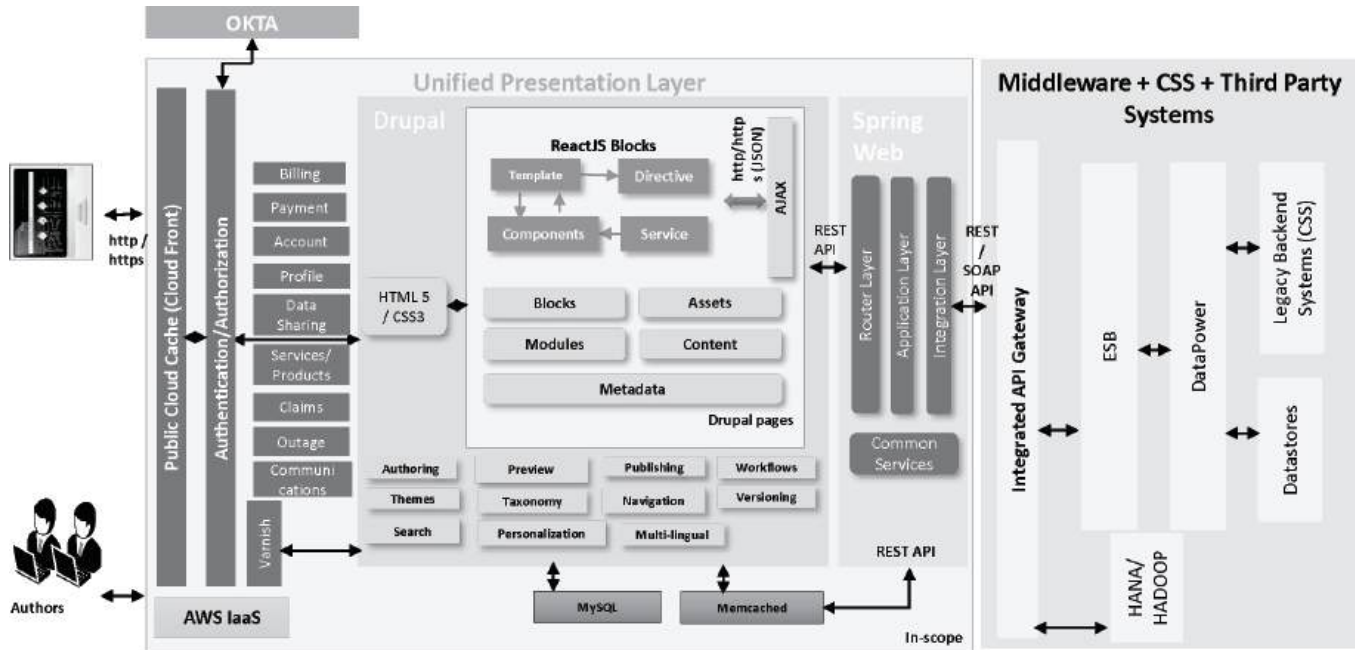 OKTA
Unified Presentation Layer
Middleware + CSS + Third Party
Systems
Public Cloud Cache (Cloud Front)
Authentication/Authorization
http /
https
Authors
Billing
Payment
Account
Profile
Data
Sharing
Services/
Products
Claims
Outage
Communi
cations
Varnish
AWS IaaS
Drupal
HTML 5
/ CSS3
ReactJS Blocks
Template
Directive
Components
Service
http/http
s (JSON)
AJAX
Blocks
Assets
Modules
Content
Metadata
Drupal pages
Authoring
Preview
Publishing
Workflows
Themes
Taxonomy
Navigation
Versioning
Search
Personalization
Multi-lingual
MySQL
Memcached
REST
API
Spring
Web
Router Layer
Application Layer
Integration Layer
Common
Services
REST API
In-scope
REST
/
SOAP
API
Integrated API Gateway
ESB
DataPower
Legacy Backend
Systems (CSS)
Datastores
HANA/
HADOOP